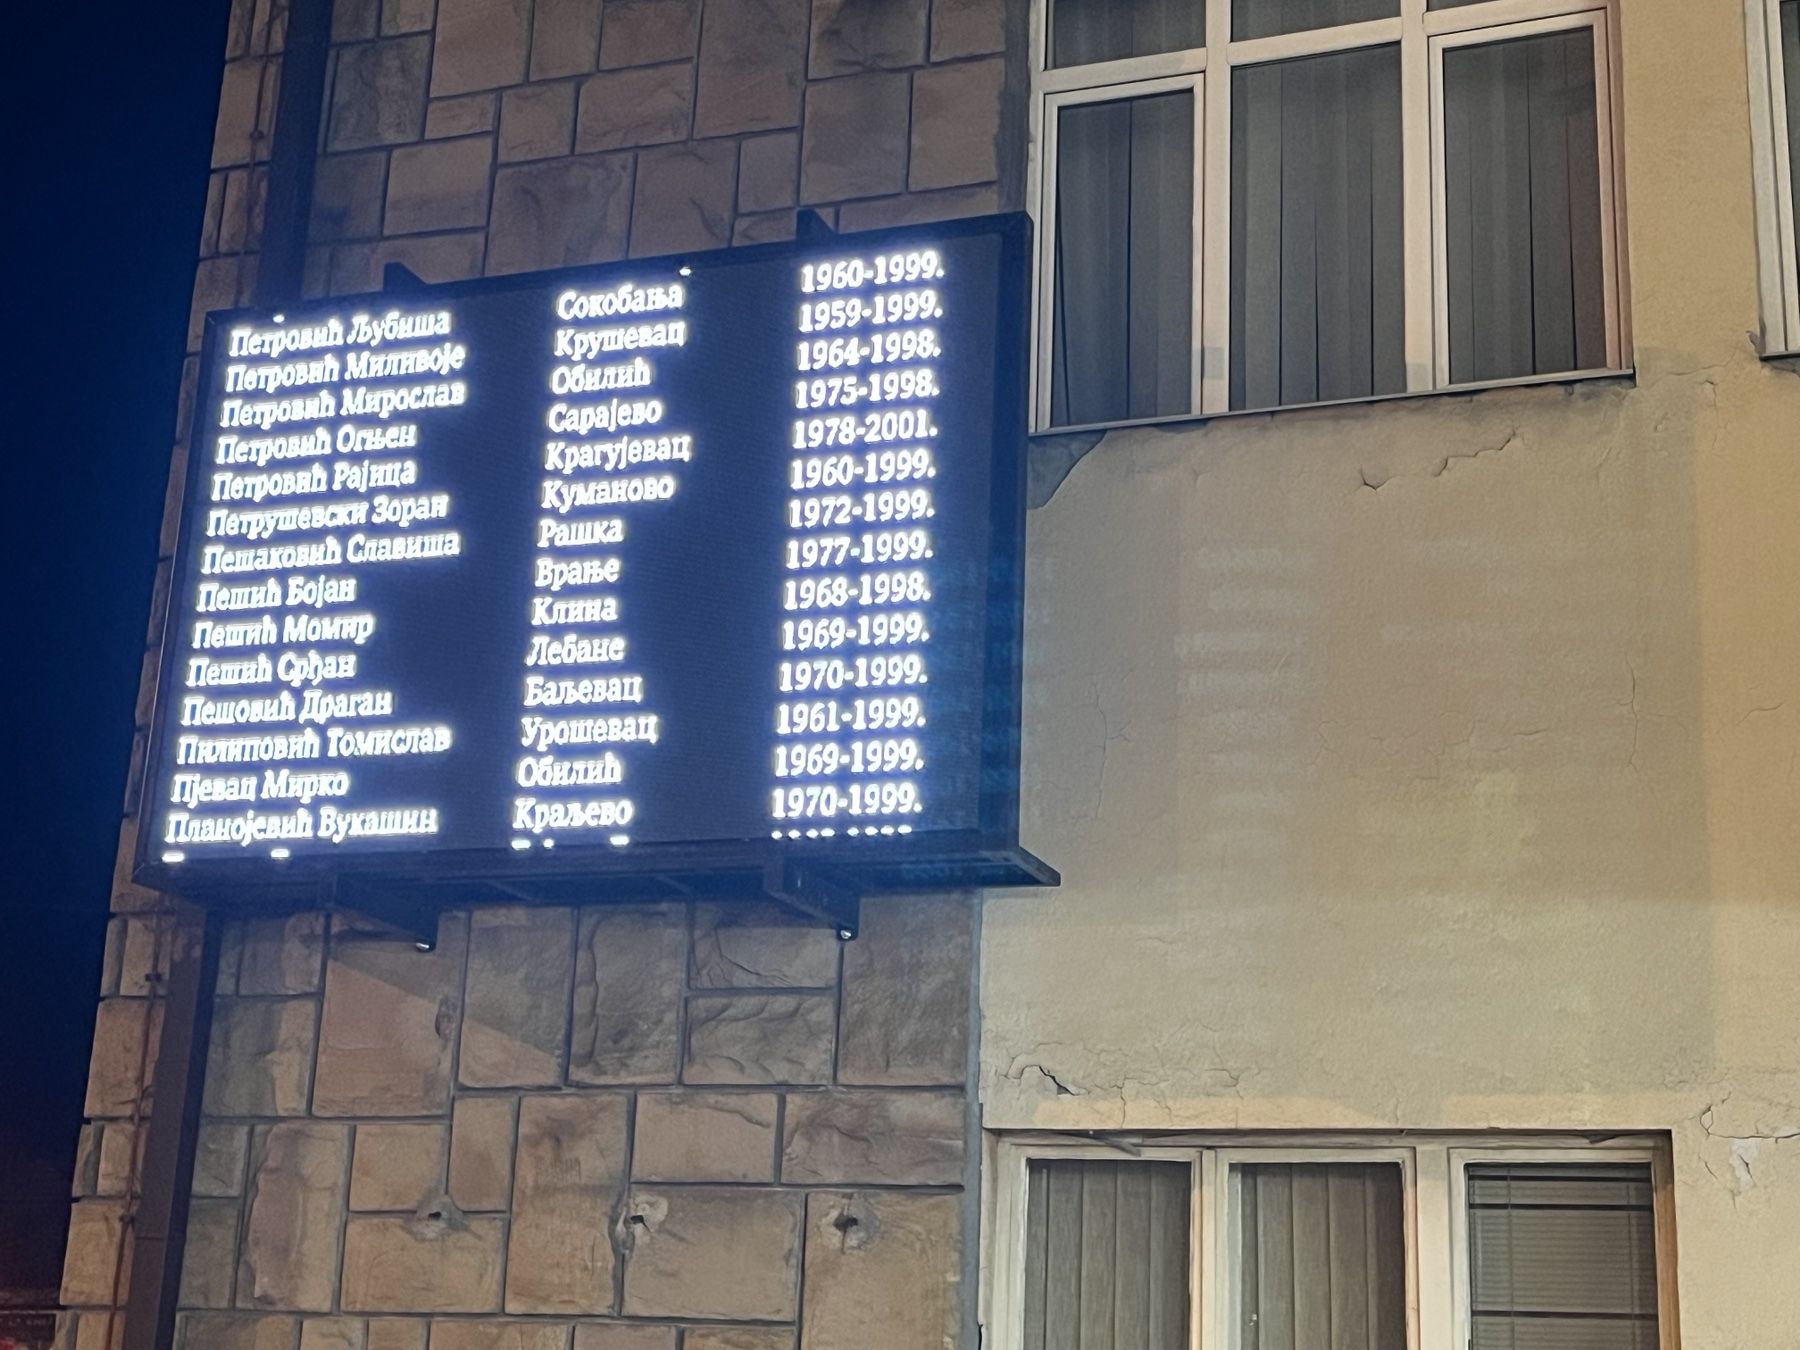 Петровић Љубиша Сокобања 1960-1999.
Петровић Миливоје Крушевац 1959-1999.
Петровић Мирослав Обилић 1964-1998.
Петровић Огњен Сарајево 1975-1998.
Петровић Рајица Крагујевац 1978-2001.
Петрушевски Зоран Куманово 1960-1999.
Пешаковић Славиша Рашка 1972-1999.
Пешић Бојан Врање 1977-1999.
Пешић Момир Клина 1968-1998.
Пешић Срђан Лебане 1969-1999.
Пешовић Драган Баљевац 1970-1999.
Пилиповић Томислав Урошевац 1961-1999.
Пјевац Мирко Обилић 1969-1999.
Планојевић Вукашин Краљево 1970-1999.